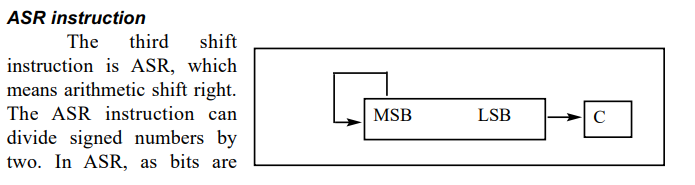 ASR instruction
The third shift
instruction is ASR, which
means arithmetic shift right.
The ASR instruction can
divide signed numbers by
two. In ASR, as bits are
MSB LSB C